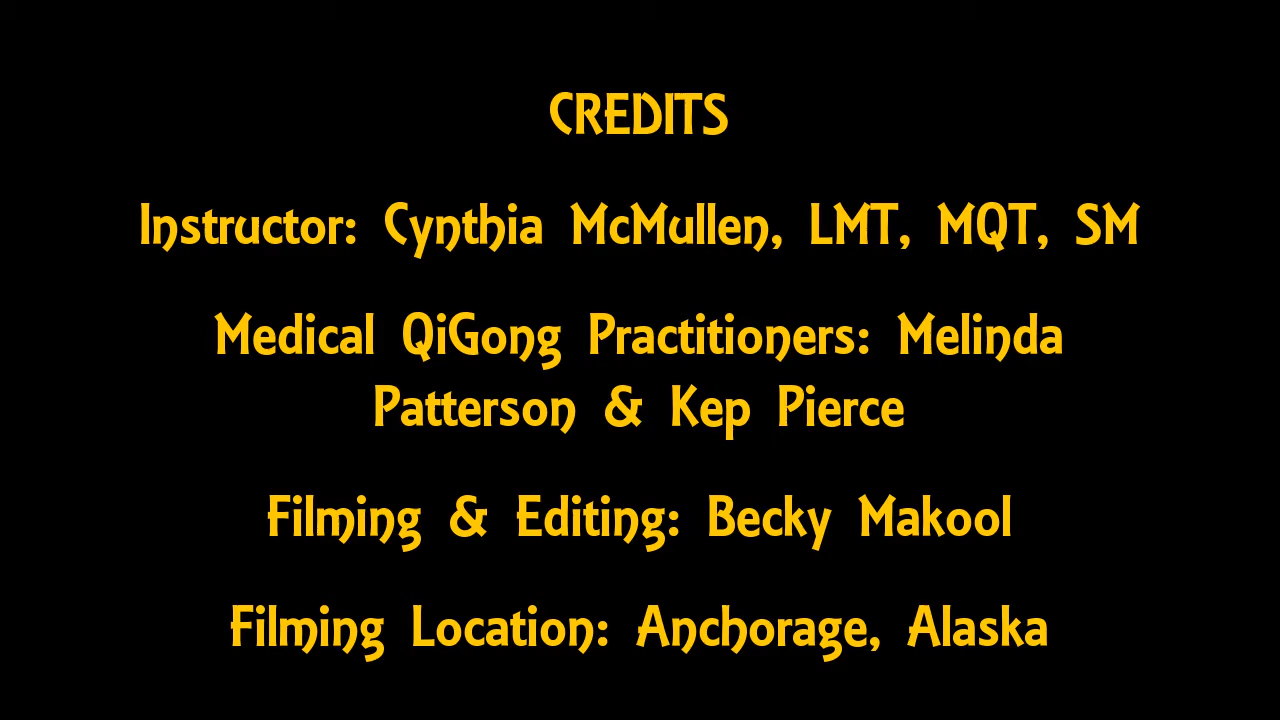 CREDITS
Instructor: Cynthia McMullen, LMT, MQT, SM
Medical QiGong Practitioners: Melinda
Patterson & Kep Pierce
Filming & Editing: Becky Makool
Filming Location: Anchorage, Alaska